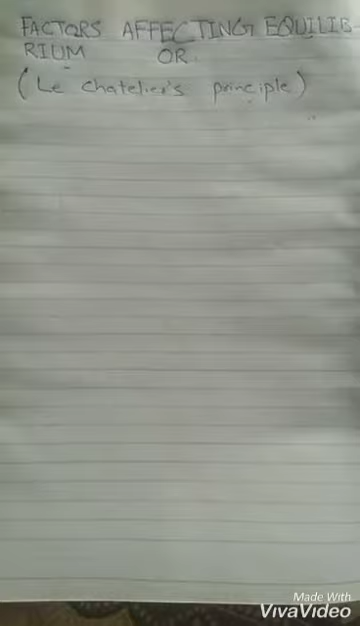 FACTORS AFFECTING EQUILIB-
RIUM OR
(Le chatelier's principle)
Made With
VivaVideo